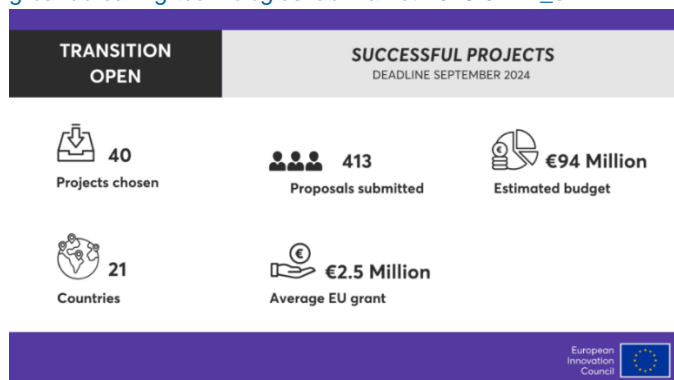 TRANSITION
OPEN
SUCCESSFUL PROJECTS
DEADLINE SEPTEMBER 2024
40
Projects chosen
413
Proposals submitted
€94 Million
Estimated budget
21
Countries
€2.5 Million
Average EU grant
European
Innovation
Council